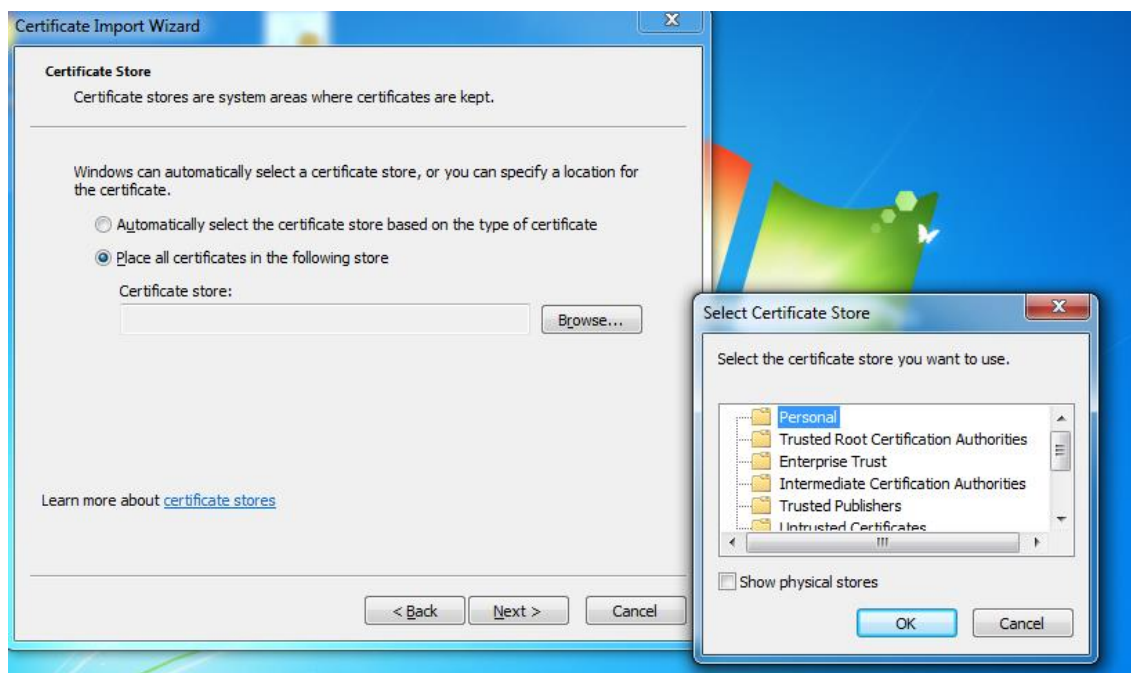 Certificate Import Wizard
Certificate Store
Certificate stores are system areas where certificates are kept.
Windows can automatically select a certificate store, or you can specify a location for
the certificate.
Automatically select the certificate store based on the type of certificate
Place all certificates in the following store
Certificate store:
Browse...
Learn more about certificate stores
< Back
Next >
Cancel
Select Certificate Store
Select the certificate store you want to use.
Personal
Trusted Root Certification Authorities
Enterprise Trust
Intermediate Certification Authorities
Trusted Publishers
Untrusted Certificates
Show physical stores
OK
Cancel